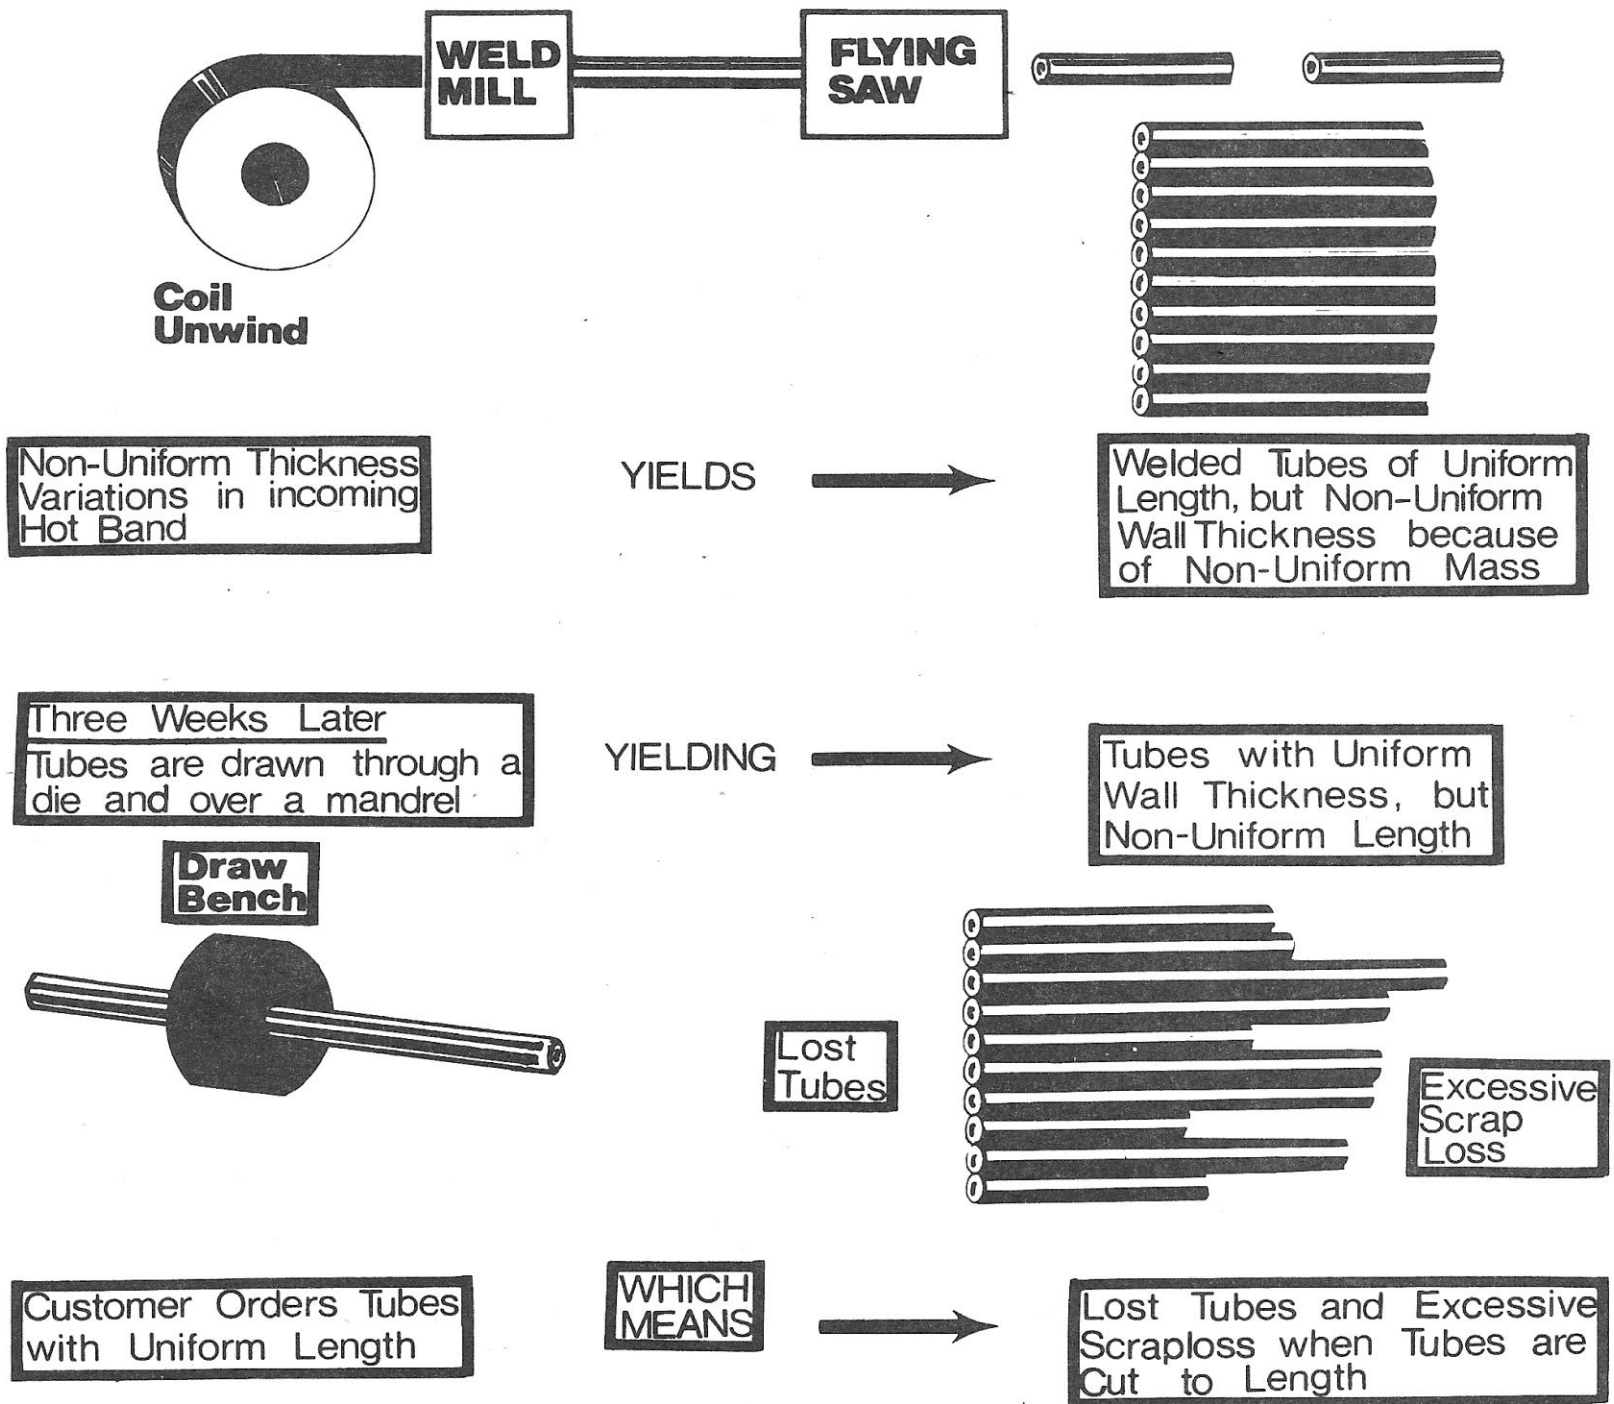 WELD
MILL
FLYING
SAW
Coil
Unwind
Non-Uniform Thickness
Variations in incoming
Hot Band
YIELDS
Welded Tubes of Uniform
Length, but Non-Uniform
Wall Thickness because
of Non-Uniform Mass
Three Weeks Later
Tubes are drawn through a
die and over a mandrel
YIELDING
Tubes with Uniform
Wall Thickness, but
Non-Uniform Length
Draw
Bench
Lost
Tubes
Excessive
Scrap
Loss
Customer Orders Tubes
with Uniform Length
WHICH
MEANS
Lost Tubes and Excessive
Scraploss when Tubes are
Cut to Length